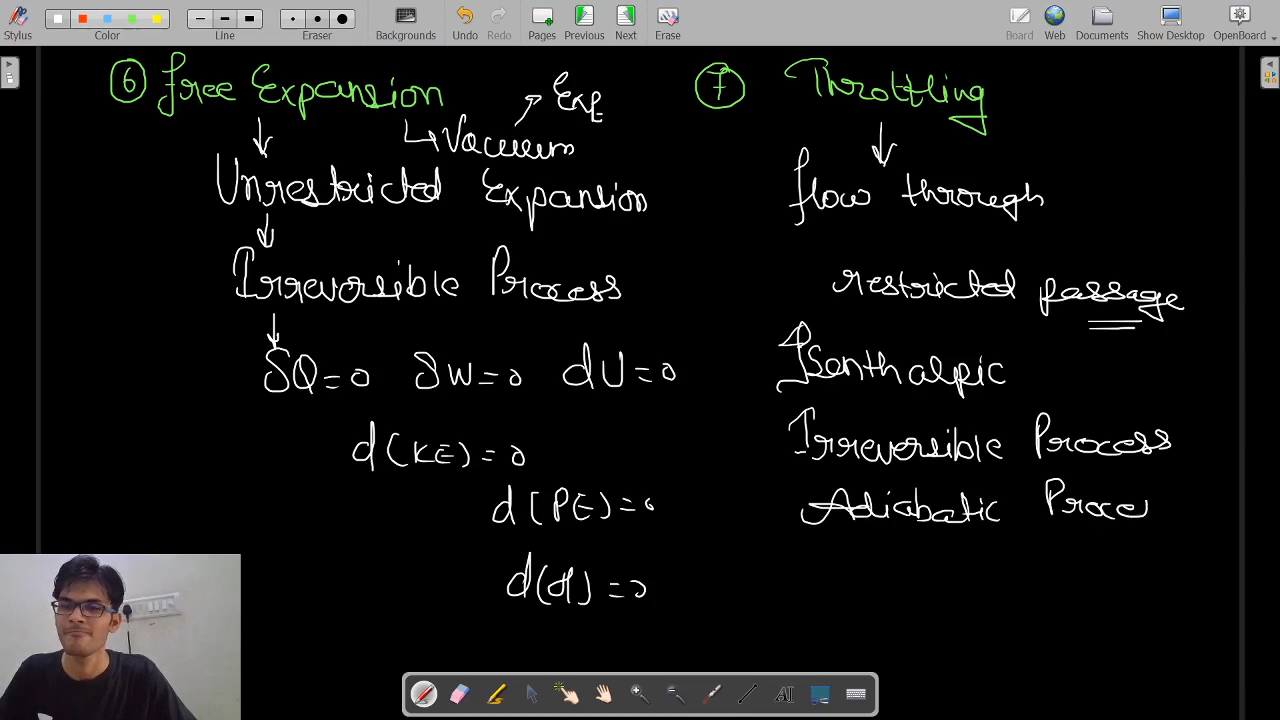 Stylus
Color
Line
Eraser
Backgrounds
Undo
Redo
Pages
Previous
Next
Erase
Board
Web
Documents
Show Desktop
OpenBoard
⑥ Free Expansion
↳ Vacuum → Exp
↓
Unrestricted Expansion
↓
Irreversible Process
↓
δQ=0 δW=0 dU=0
d(KE)=0
d(PE)=0
d(H)=0
⑦ Throttling
↓
flow through
restricted passage
Isenthalpic
Irreversible Process
Adiabatic Proce